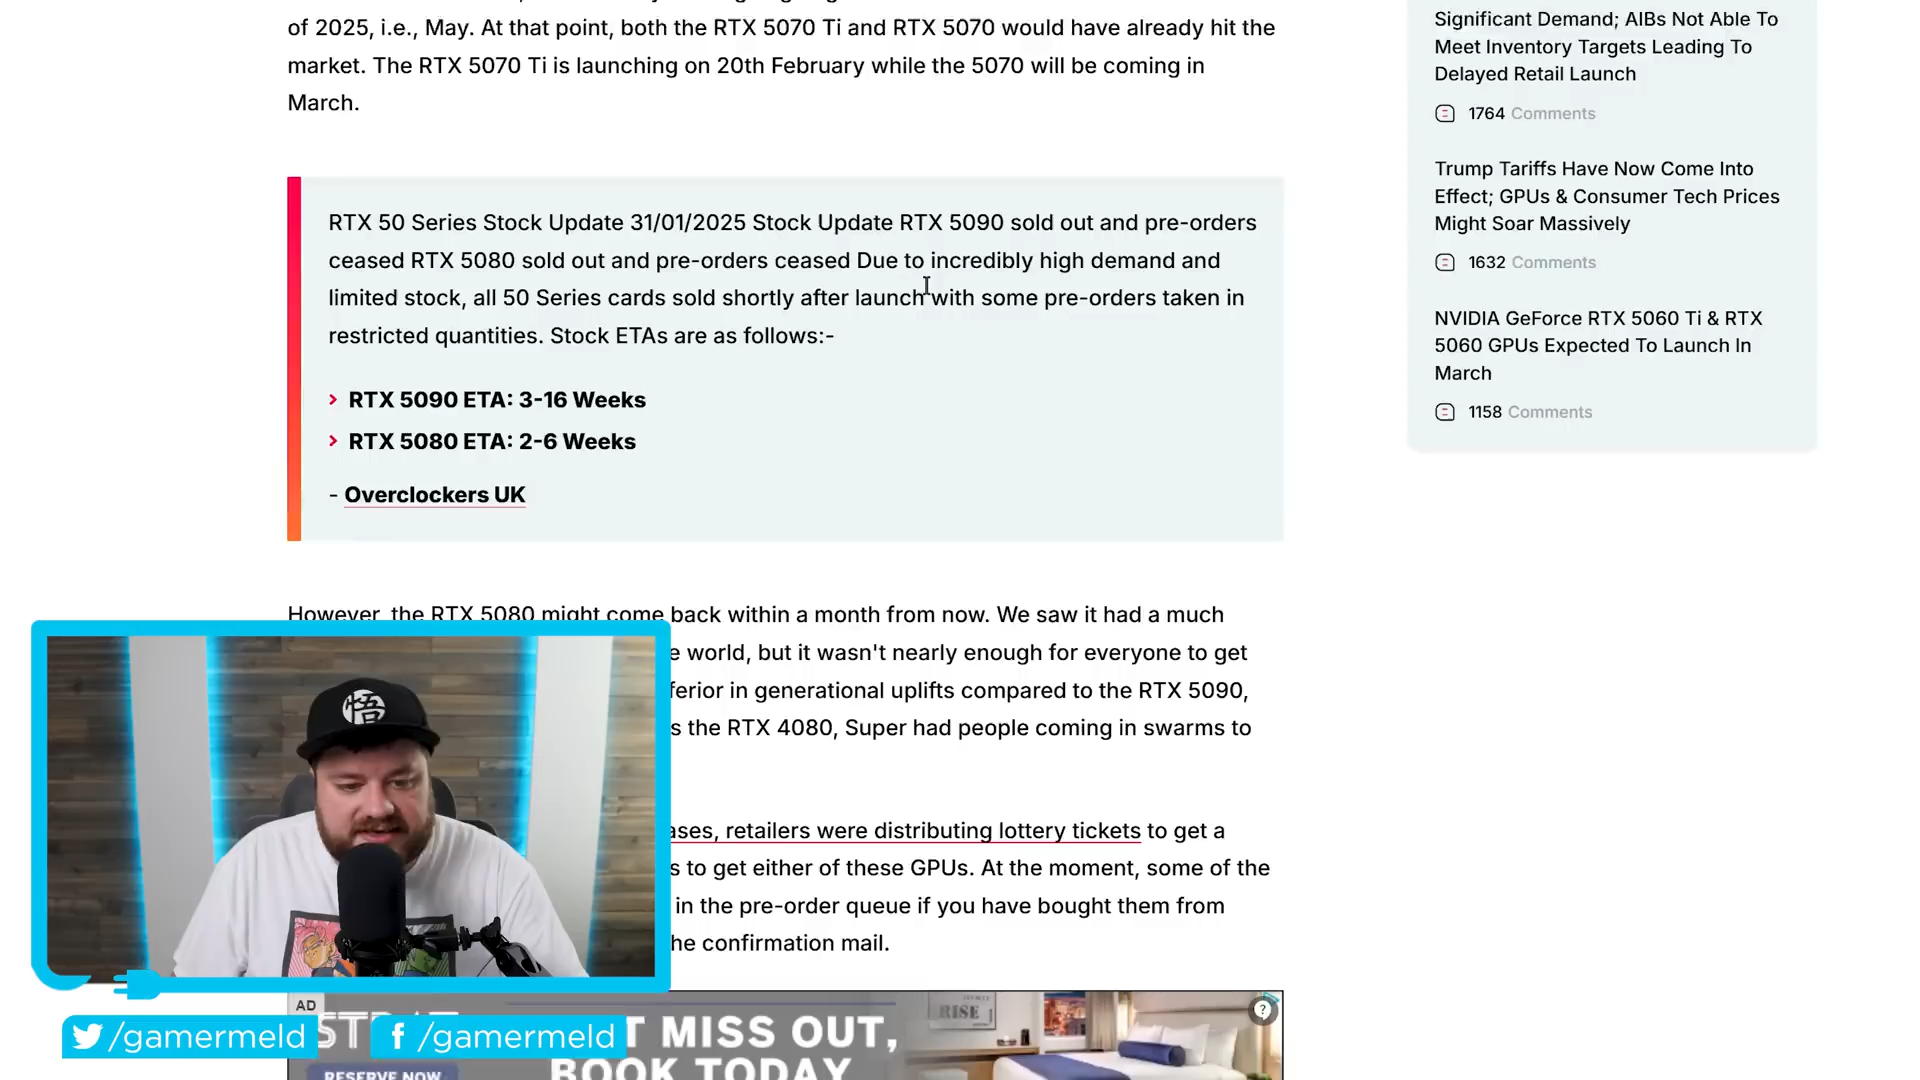 of 2025, i.e., May. At that point, both the RTX 5070 Ti and RTX 5070 would have already hit the
market. The RTX 5070 Ti is launching on 20th February while the 5070 will be coming in
March.
RTX 50 Series Stock Update 31/01/2025 Stock Update RTX 5090 sold out and pre-orders
ceased RTX 5080 sold out and pre-orders ceased Due to incredibly high demand and
limited stock, all 50 Series cards sold shortly after launch with some pre-orders taken in
restricted quantities. Stock ETAs are as follows:-
RTX 5090 ETA: 3-16 Weeks
RTX 5080 ETA: 2-6 Weeks
- Overclockers UK
However, the RTX 5080 might come back within a month from now. We saw it had a much
world, but it wasn't nearly enough for everyone to get
in generational uplifts compared to the RTX 5090,
the RTX 4080, Super had people coming in swarms to
retailers were distributing lottery tickets to get a
to get either of these GPUs. At the moment, some of the
in the pre-order queue if you have bought them from
confirmation mail.
Significant Demand; AIBs Not Able To
Meet Inventory Targets Leading To
Delayed Retail Launch
1764 Comments
Trump Tariffs Have Now Come Into
Effect; GPUs & Consumer Tech Prices
Might Soar Massively
1632 Comments
NVIDIA GeForce RTX 5060 Ti & RTX
5060 GPUs Expected To Launch In
March
1158 Comments
悟
AD
MISS OUT,
BOOK TODAY
RESERVE NOW
RISE
/gamermeld
f /gamermeld